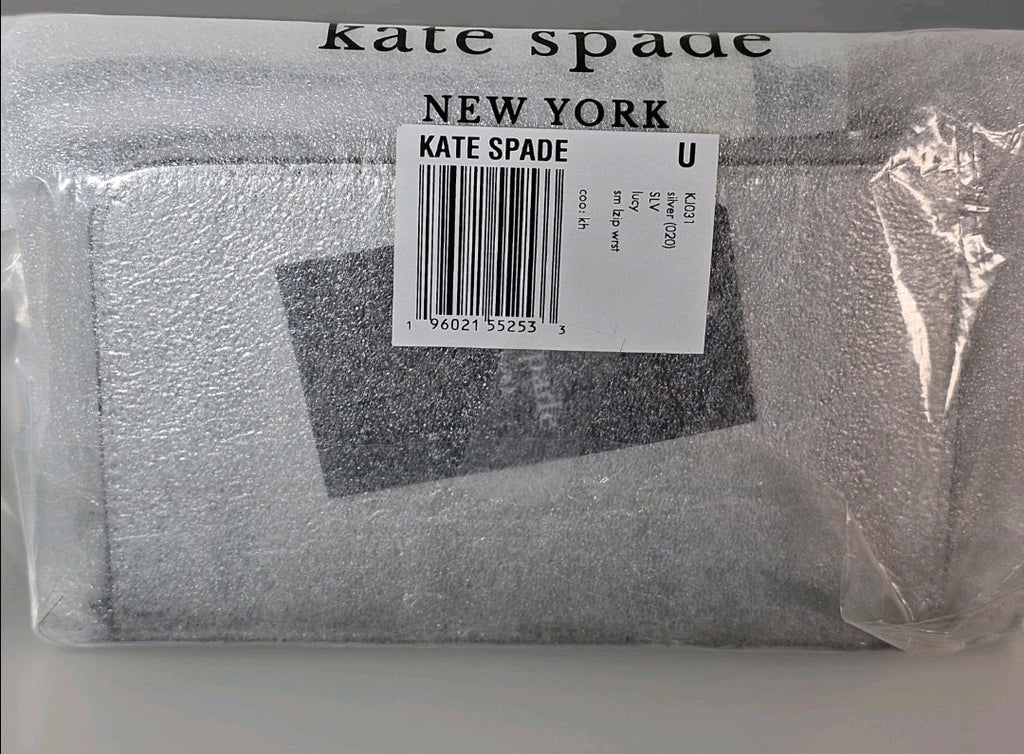 kate spade
NEW YORK
KATE SPADE
U
KJ031
silver (020)
SLV
lucy
sm lzip wrst
coo: kh
1 96021 55253 3